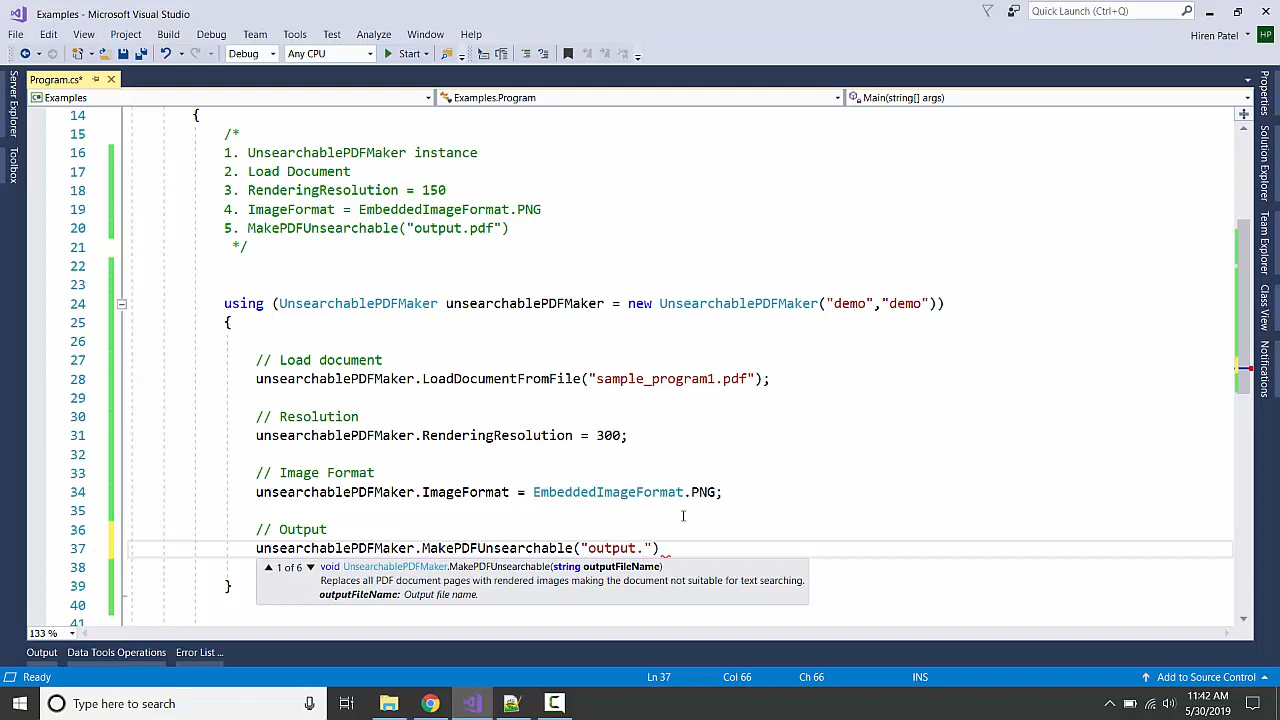 Examples - Microsoft Visual Studio
Quick Launch (Ctrl+Q)
File Edit View Project Build Debug Team Tools Test Analyze Window Help
Hiren Patel HP
Debug Any CPU Start
Program.cs*
Examples Examples.Program Main(string[] args)
Server Explorer
Toolbox
Properties
Solution Explorer
Team Explorer
Class View
Notifications
14 {
15 /*
16 1. UnsearchablePDFMaker instance
17 2. Load Document
18 3. RenderingResolution = 150
19 4. ImageFormat = EmbeddedImageFormat.PNG
20 5. MakePDFUnsearchable("output.pdf")
21 */
22
23
24 using (UnsearchablePDFMaker unsearchablePDFMaker = new UnsearchablePDFMaker("demo","demo"))
25 {
26
27 // Load document
28 unsearchablePDFMaker.LoadDocumentFromFile("sample_program1.pdf");
29
30 // Resolution
31 unsearchablePDFMaker.RenderingResolution = 300;
32
33 // Image Format
34 unsearchablePDFMaker.ImageFormat = EmbeddedImageFormat.PNG;
35
36 // Output
37 unsearchablePDFMaker.MakePDFUnsearchable("output.")
38 ▲ 1 of 6 ▼ void UnsearchablePDFMaker.MakePDFUnsearchable(string outputFileName)
Replaces all PDF document pages with rendered images making the document not suitable for text searching.
outputFileName: Output file name.
39 }
40
41
133 %
Output Data Tools Operations Error List ...
Ready Ln 37 Col 66 Ch 66 INS Add to Source Control
Type here to search
11:42 AM
5/30/2019